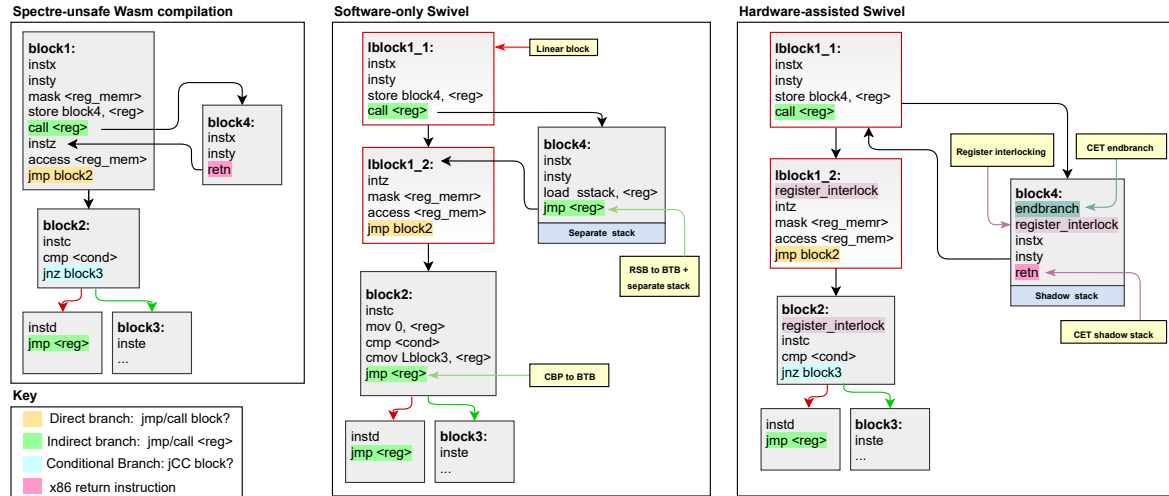 Spectre-unsafe Wasm compilation
block1:
instx
insty
mask <reg_memr>
store block4, <reg>
call <reg>
instz
access <reg_mem>
jmp block2
block4:
instx
insty
retn
block2:
instc
cmp <cond>
jnz block3
instd
jmp <reg>
block3:
inste
...
Key
Direct branch: jmp/call block?
Indirect branch: jmp/call <reg>
Conditional Branch: jCC block?
x86 return instruction
Software-only Swivel
lblock1_1:
instx
insty
store block4, <reg>
call <reg>
Linear block
lblock1_2:
intz
mask <reg_memr>
access <reg_mem>
jmp block2
block4:
instx
insty
load sstack, <reg>
jmp <reg>
Separate stack
RSB to BTB +
separate stack
block2:
instc
mov 0, <reg>
cmp <cond>
cmov Lblock3, <reg>
jmp <reg>
CBP to BTB
instd
jmp <reg>
block3:
inste
...
Hardware-assisted Swivel
lblock1_1:
instx
insty
store block4, <reg>
call <reg>
Register interlocking
CET endbranch
lblock1_2:
register_interlock
intz
mask <reg_memr>
access <reg_mem>
jmp block2
block4:
endbranch
register_interlock
instx
insty
retn
Shadow stack
CET shadow stack
block2:
register_interlock
instc
cmp <cond>
jnz block3
instd
jmp <reg>
block3:
inste
...